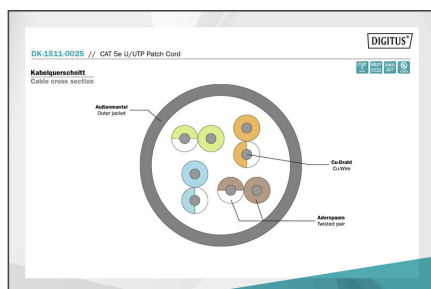 DIGITUS®
DK-1511-0025 // CAT 5e U/UTP Patch Cord
Kabelquerschnitt
Cable cross section
Außenmantel
Outer jacket
Cu-Draht
Cu-Wire
Aderspaare
Twisted pair